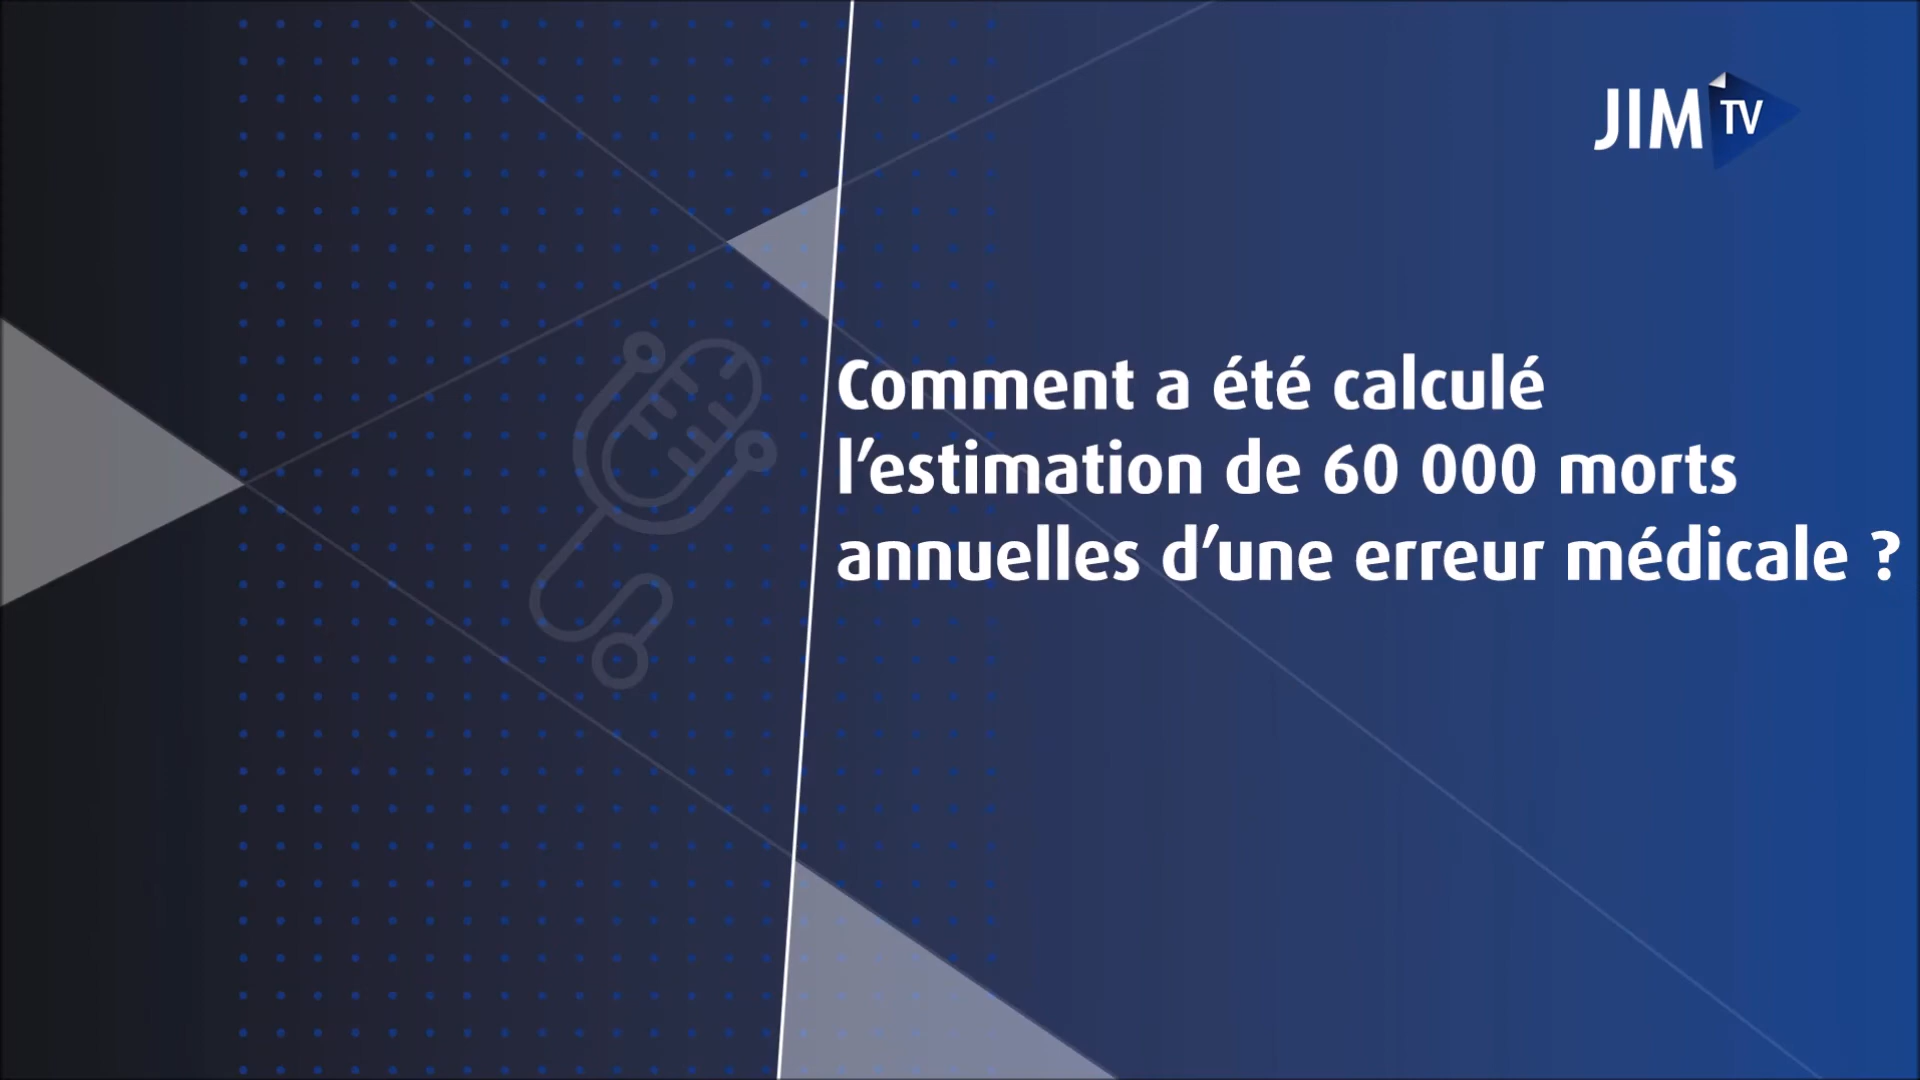 JIM TV
Comment a été calculé
l’estimation de 60 000 morts
annuelles d’une erreur médicale ?